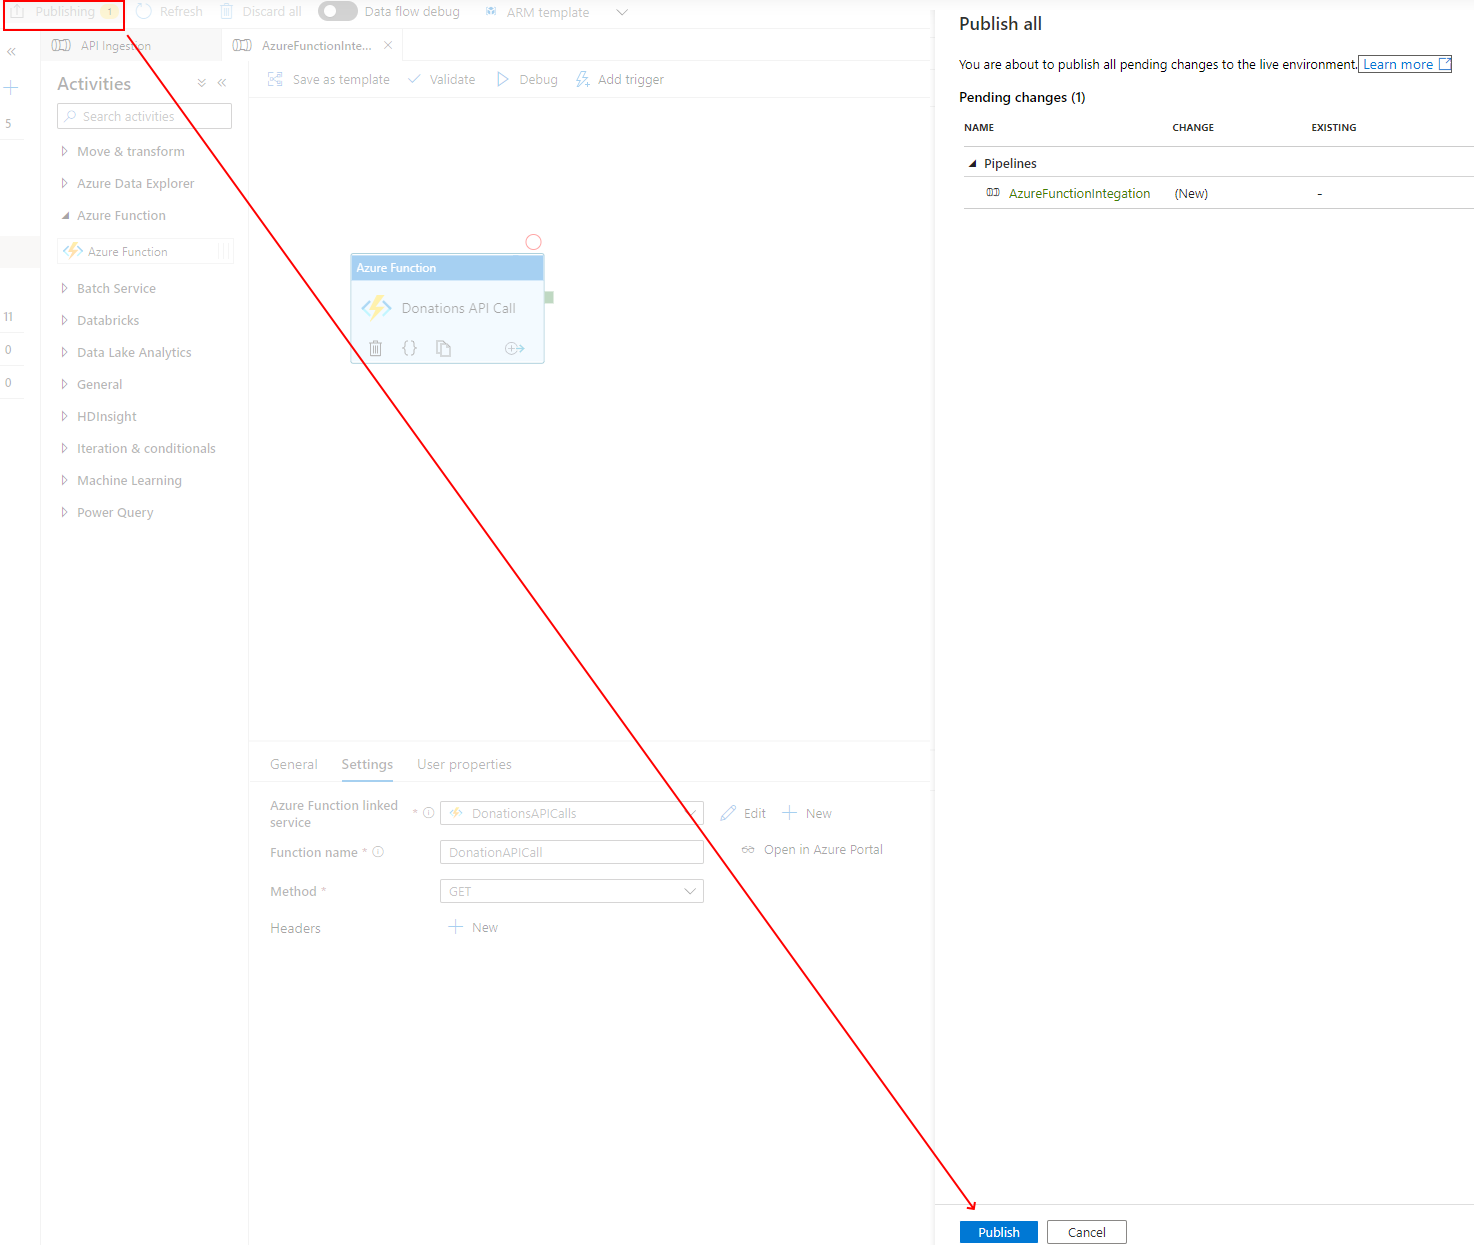 Publishing 1 Refresh Discard all Data flow debug ARM template
API Ingestion AzureFunctionInte...
Activities
Search activities
5
Move & transform
Azure Data Explorer
Azure Function
Azure Function
Batch Service
11
Databricks
0
Data Lake Analytics
0
General
HDInsight
Iteration & conditionals
Machine Learning
Power Query
Save as template Validate Debug Add trigger
Azure Function
Donations API Call
General Settings User properties
Azure Function linked
service *
DonationsAPICalls
Edit New
Function name *
DonationAPICall
Open in Azure Portal
Method *
GET
Headers
New
Publish all
You are about to publish all pending changes to the live environment. Learn more
Pending changes (1)
NAME CHANGE EXISTING
Pipelines
AzureFunctionIntegation (New) -
Publish Cancel